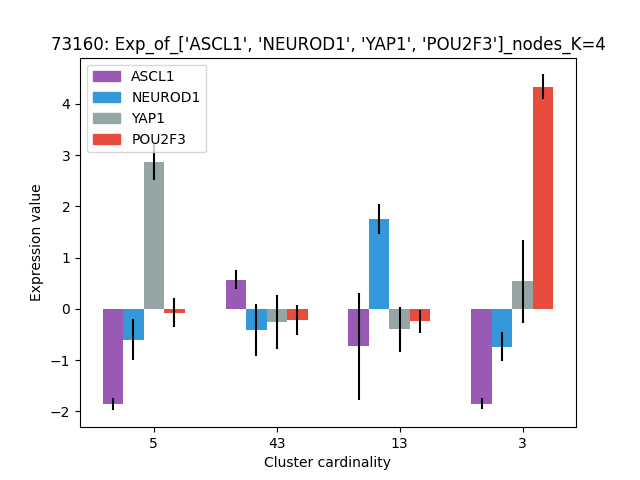 73160: Exp_of_['ASCL1', 'NEUROD1', 'YAP1', 'POU2F3']_nodes_K=4
ASCL1
NEUROD1
YAP1
POU2F3
Expression value
4
3
2
1
0
−1
−2
5 43 13 3
Cluster cardinality